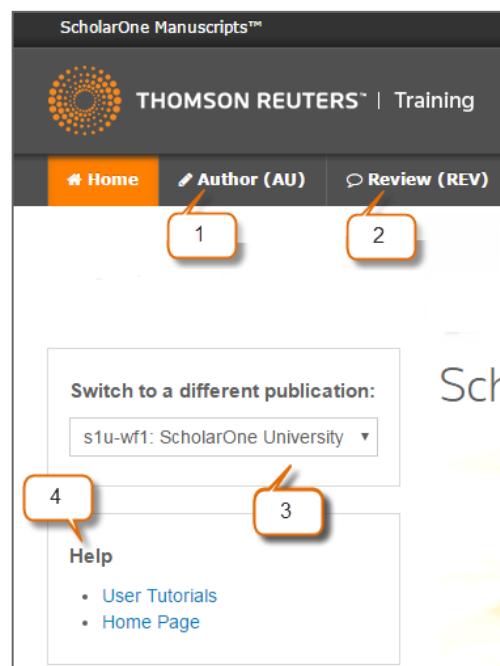 ScholarOne Manuscripts™
THOMSON REUTERS™ | Training
Home Author (AU) Review (REV)
1 2
Switch to a different publication:
s1u-wf1: ScholarOne University
4
3
Help
• User Tutorials
• Home Page